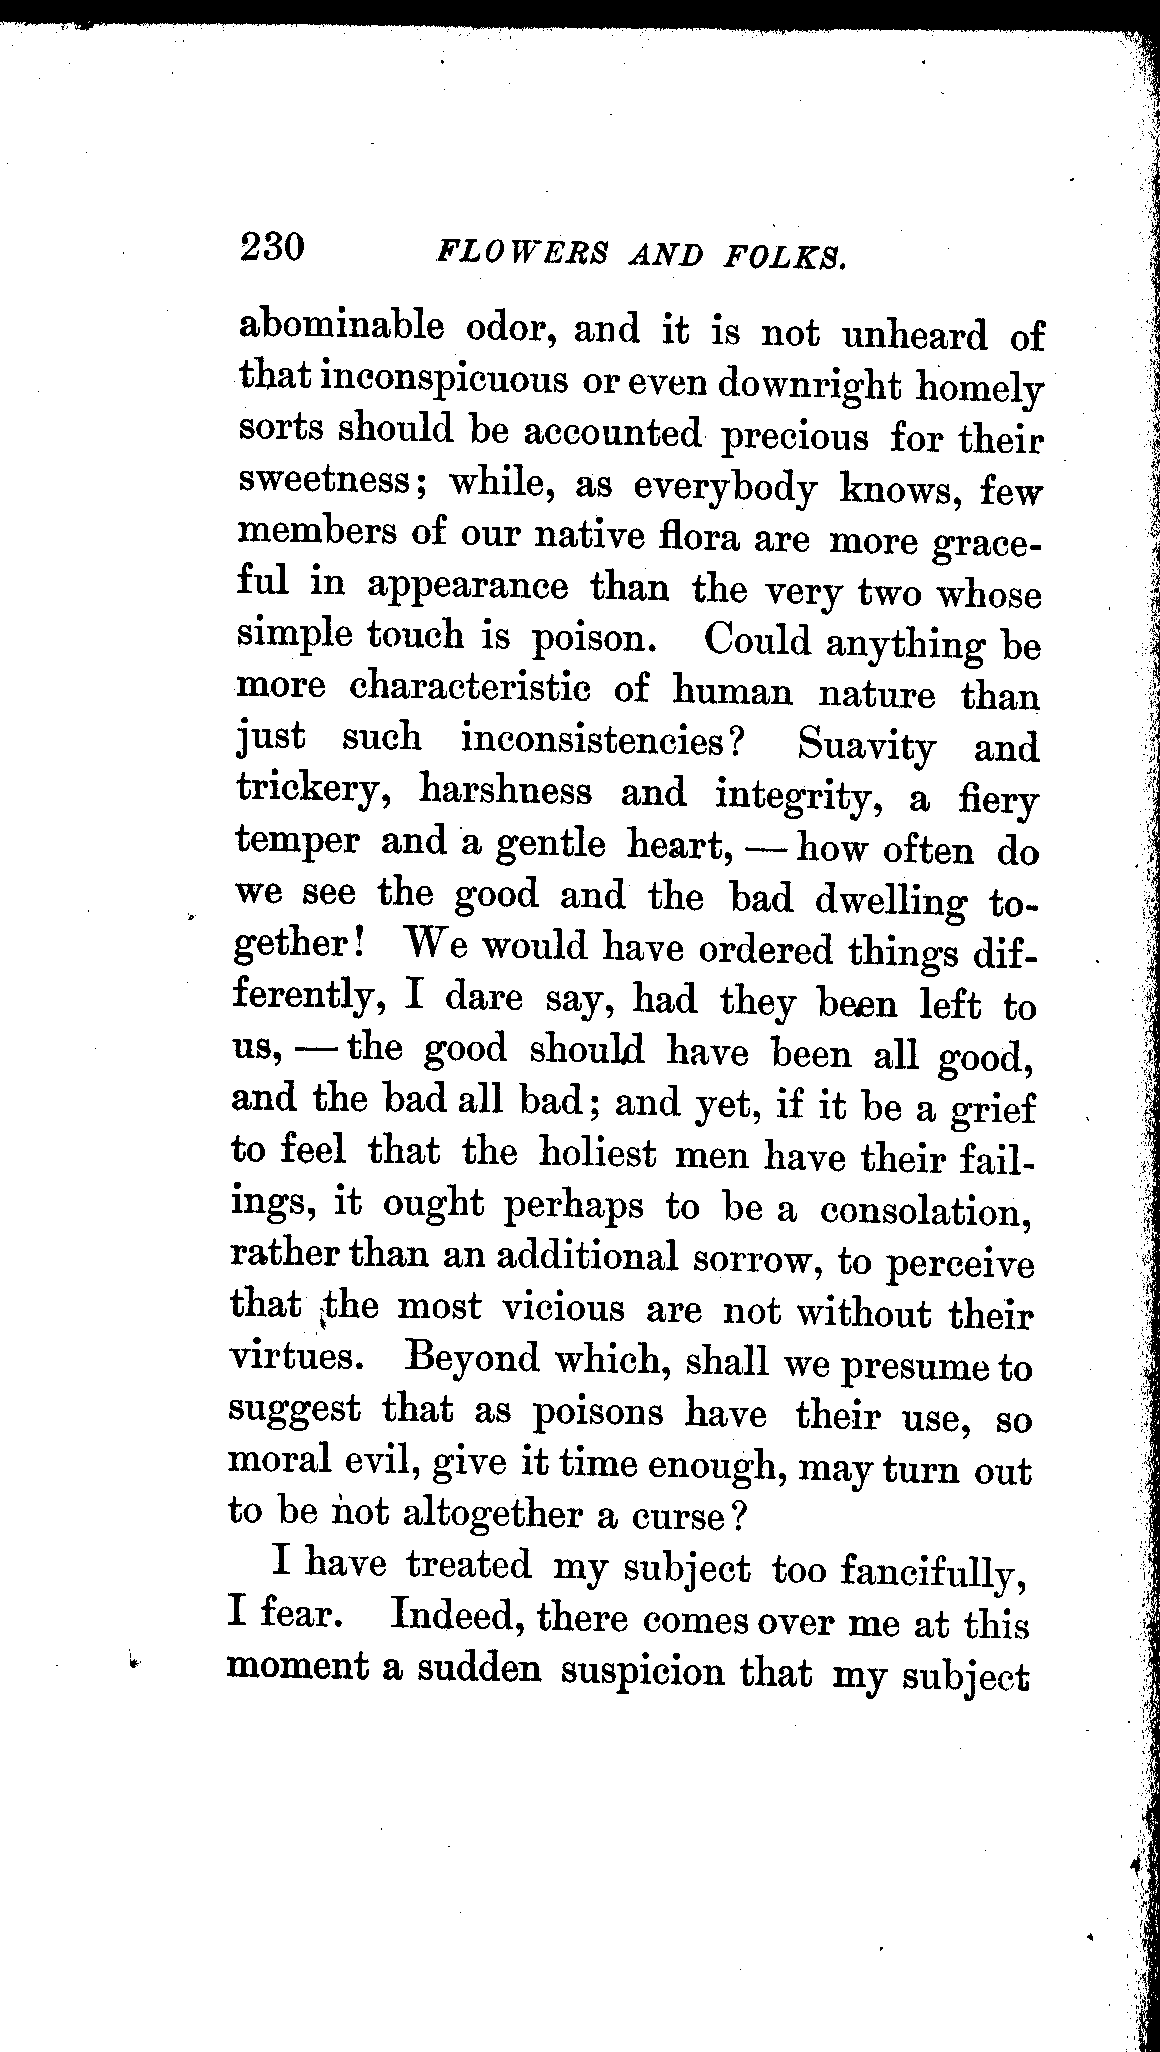 230 FLOWERS AND FOLKS.
abominable odor, and it is not unheard of
that inconspicuous or even downright homely
sorts should be accounted precious for their
sweetness; while, as everybody knows, few
members of our native flora are more grace-
ful in appearance than the very two whose
simple touch is poison. Could anything be
more characteristic of human nature than
just such inconsistencies? Suavity and
trickery, harshness and integrity, a fiery
temper and a gentle heart, — how often do
we see the good and the bad dwelling to-
gether! We would have ordered things dif-
ferently, I dare say, had they been left to
us, — the good should have been all good,
and the bad all bad; and yet, if it be a grief
to feel that the holiest men have their fail-
ings, it ought perhaps to be a consolation,
rather than an additional sorrow, to perceive
that the most vicious are not without their
virtues. Beyond which, shall we presume to
suggest that as poisons have their use, so
moral evil, give it time enough, may turn out
to be not altogether a curse?
I have treated my subject too fancifully,
I fear. Indeed, there comes over me at this
moment a sudden suspicion that my subject